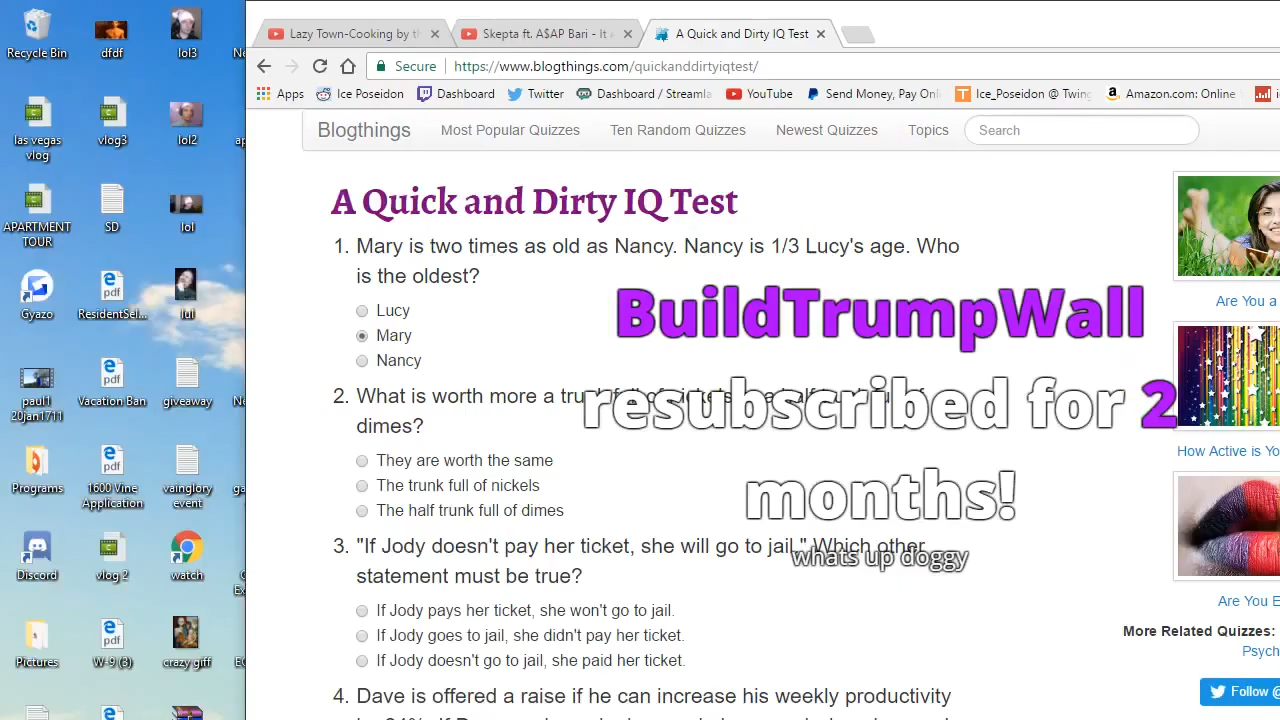 Recycle Bin
dfdf
lol3
las vegas
vlog
vlog3
lol2
APARTMENT
TOUR
SD
lol
Gyazo
ResidentSel...
lul
paul1
20jan1711
Vacation Ban
giveaway
Programs
1600 Vine
Application
vainglory
event
Discord
vlog 2
watch
Pictures
W-9 (3)
crazy giff
Lazy Town-Cooking by th
Skepta ft. A$AP Bari - It
A Quick and Dirty IQ Test
Secure https://www.blogthings.com/quickanddirtyiqtest/
Apps Ice Poseidon Dashboard Twitter Dashboard / Streamla YouTube Send Money, Pay Onli Ice_Poseidon @ Twing Amazon.com: Online
Blogthings Most Popular Quizzes Ten Random Quizzes Newest Quizzes Topics Search
A Quick and Dirty IQ Test
1. Mary is two times as old as Nancy. Nancy is 1/3 Lucy's age. Who
is the oldest?
Lucy
Mary
Nancy
BuildTrumpWall
resubscribed for 2
months!
whats up doggy
2. What is worth more a
dimes?
They are worth the same
The trunk full of nickels
The half trunk full of dimes
3. "If Jody doesn't pay her ticket, she will go to jail." Which other
statement must be true?
If Jody pays her ticket, she won't go to jail.
If Jody goes to jail, she didn't pay her ticket.
If Jody doesn't go to jail, she paid her ticket.
4. Dave is offered a raise if he can increase his weekly productivity
Are You a
How Active is Yo
Are You E
More Related Quizzes:
Psych
Follow @